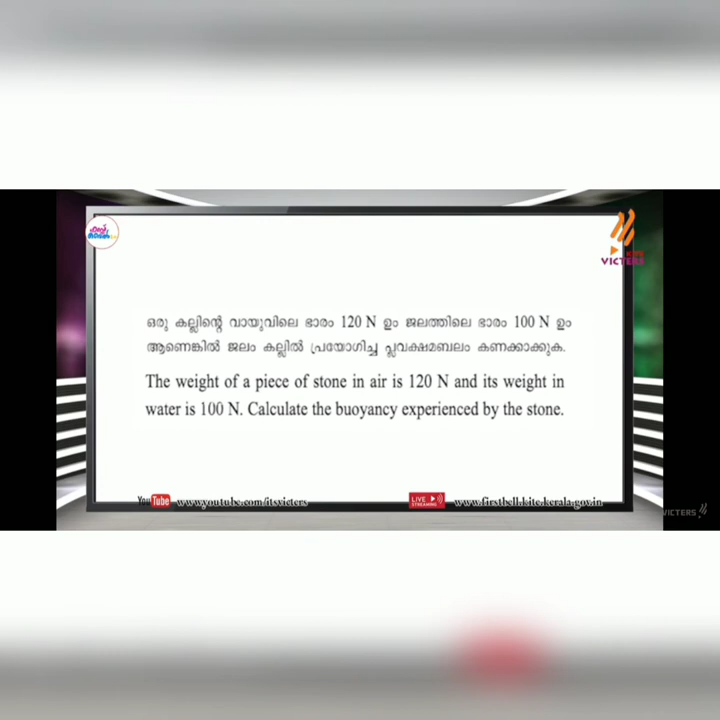 VICTERS
ഒരു കല്ലിന്റെ വായുവിലെ ഭാരം 120 N ഉം ജലത്തിലെ ഭാരം 100 N ഉം
ആണെങ്കിൽ ജലം കല്ലിൽ പ്രയോഗിച്ച പ്ലവക്ഷമബലം കണക്കാക്കുക.
The weight of a piece of stone in air is 120 N and its weight in
water is 100 N. Calculate the buoyancy experienced by the stone.
YouTube www.youtube.com/itsvicters
LIVE STREAMING www.firstbell.kite.kerala.gov.in
VICTERS